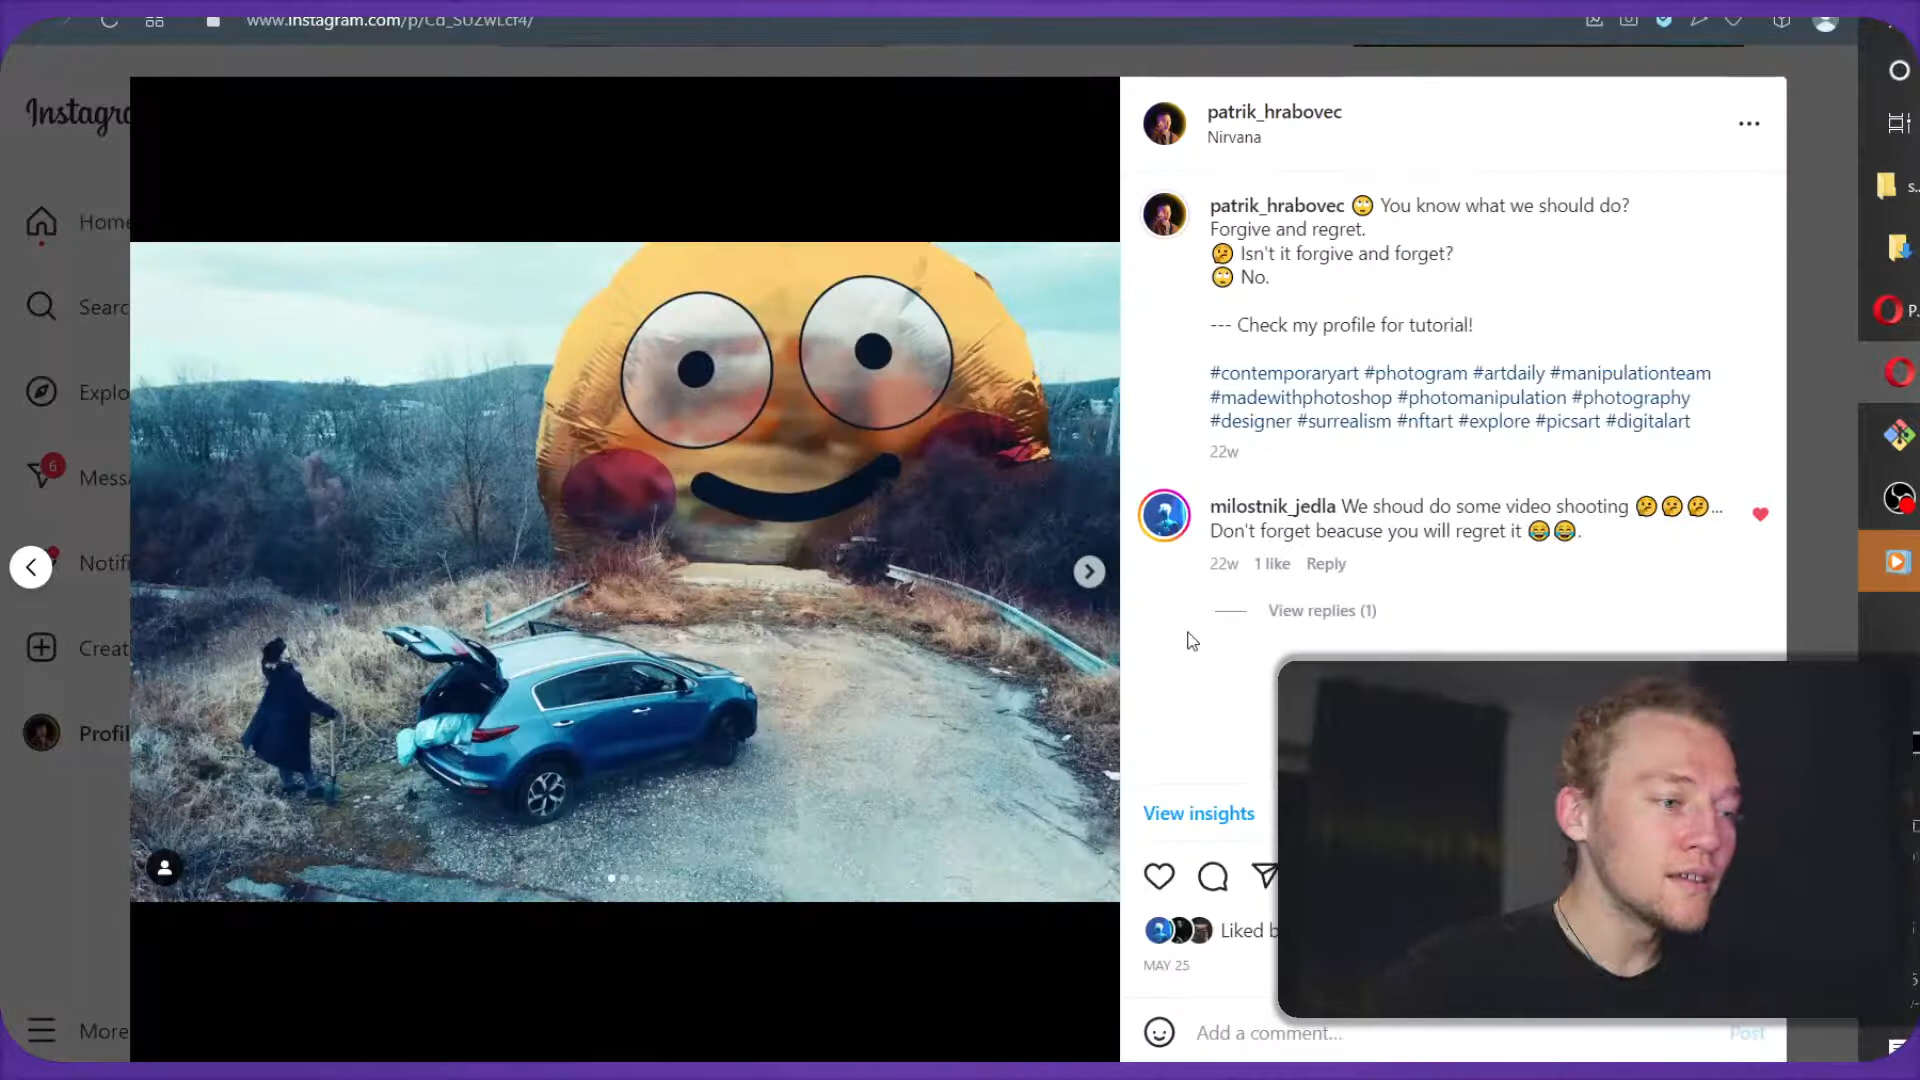 www.instagram.com/p/Cd_SUZwLcf4/
Instagra
Home
Searc
Explo
6
Messa
Notifi
Creat
Profil
More
patrik_hrabovec
Nirvana
patrik_hrabovec 🙄 You know what we should do?
Forgive and regret.
🤔 Isn't it forgive and forget?
🙄 No.
--- Check my profile for tutorial!
#contemporaryart #photogram #artdaily #manipulationteam
#madewithphotoshop #photomanipulation #photography
#designer #surrealism #nftart #explore #picsart #digitalart
22w
milostnik_jedla We shoud do some video shooting 🤔🤔🤔...
Don't forget beacuse you will regret it 😂😂.
22w 1 like Reply
View replies (1)
View insights
Liked b
MAY 25
Add a comment...
Post
s..
P.